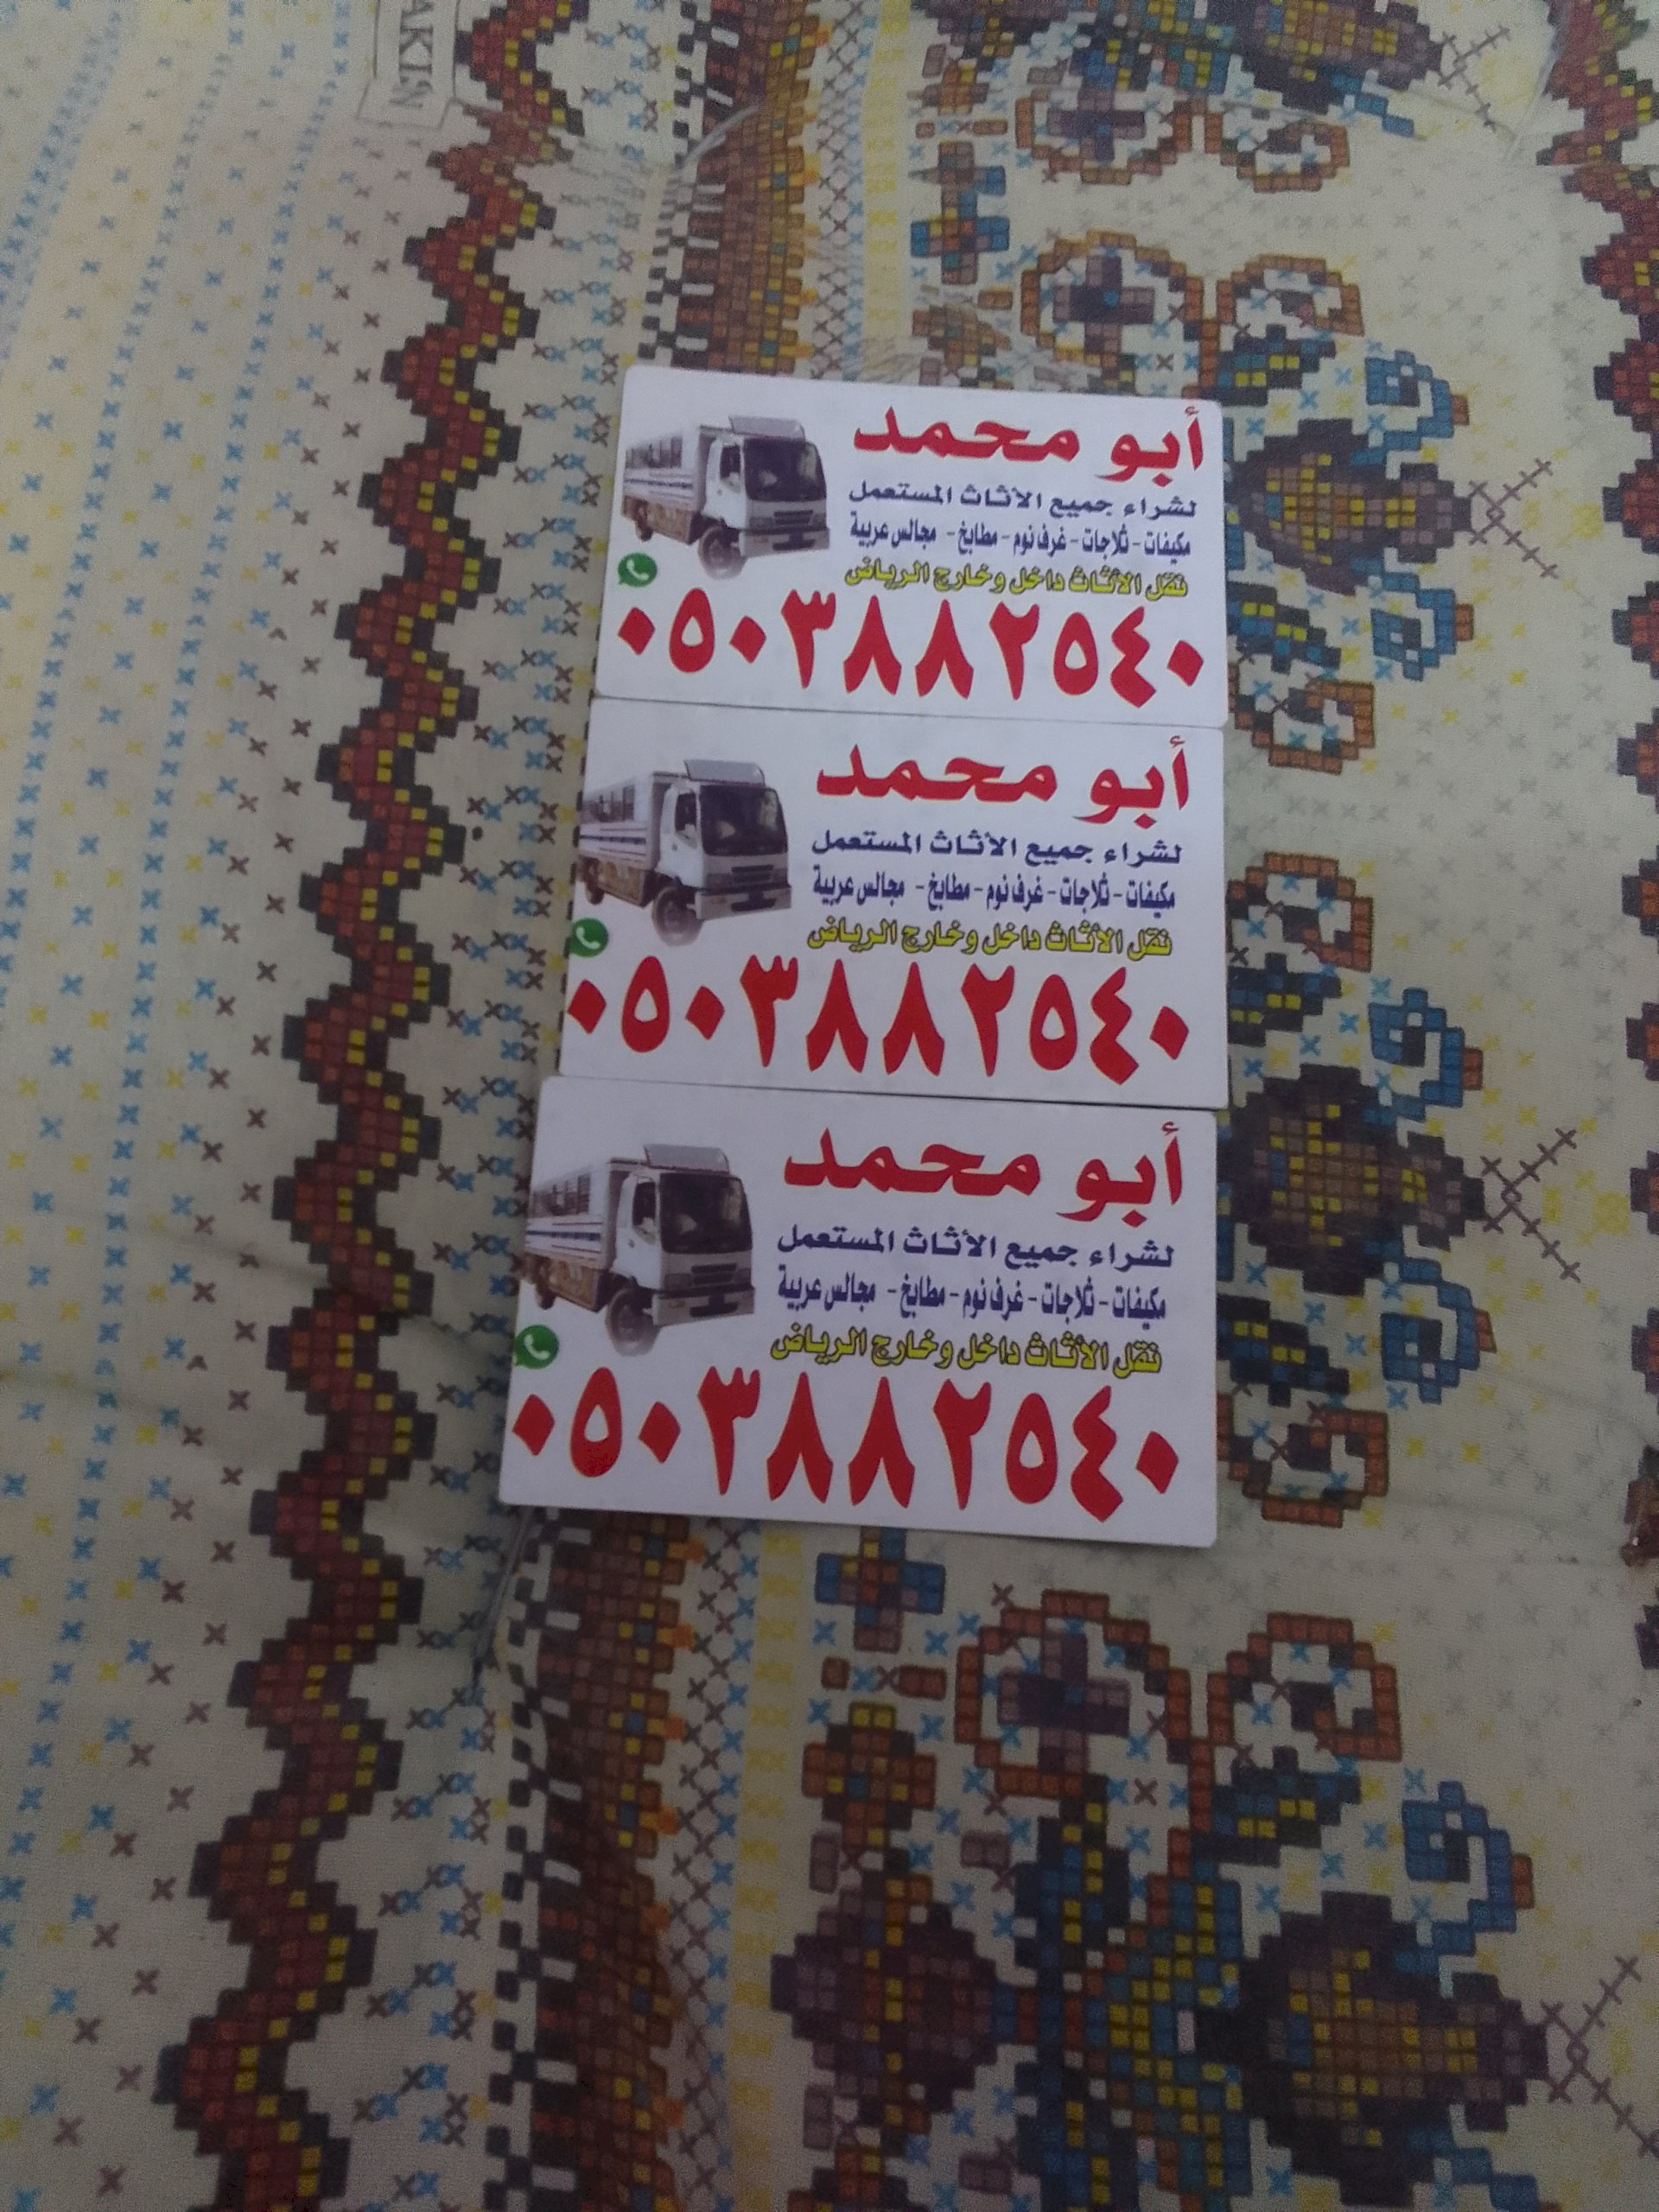 AKIN
أبو محمد
لشراء جميع الأثاث المستعمل
مكيفات - ثلاجات - غرف نوم - مطابخ - مجالس عربية
نقل الأثاث داخل وخارج الرياض
٠٥٠٣٨٨٢٥٤٠
أبو محمد
لشراء جميع الأثاث المستعمل
مكيفات - ثلاجات - غرف نوم - مطابخ - مجالس عربية
نقل الأثاث داخل وخارج الرياض
٠٥٠٣٨٨٢٥٤٠
أبو محمد
لشراء جميع الأثاث المستعمل
مكيفات - ثلاجات - غرف نوم - مطابخ - مجالس عربية
نقل الأثاث داخل وخارج الرياض
٠٥٠٣٨٨٢٥٤٠